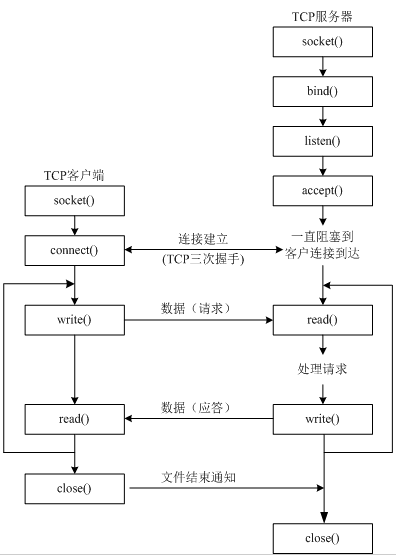 TCP服务器
socket()
bind()
listen()
TCP客户端
accept()
socket()
连接建立
一直阻塞到
connect()
(TCP三次握手)
客户连接到达
数据（请求）
write()
read()
处理请求
数据（应答）
read()
write()
文件结束通知
close()
close()